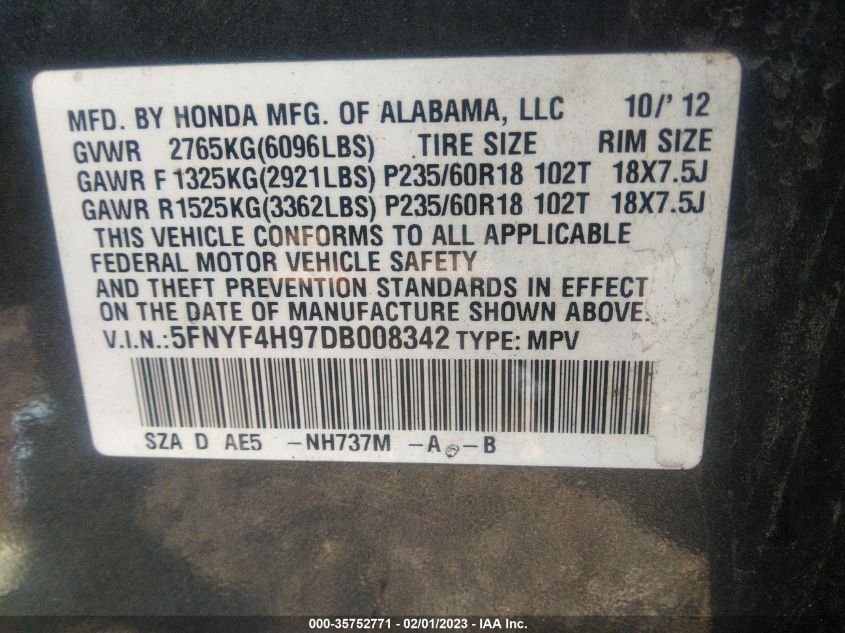 MFD. BY HONDA MFG. OF ALABAMA, LLC 10/' 12
GVWR 2765KG(6096LBS) TIRE SIZE RIM SIZE
GAWR F 1325KG(2921LBS) P235/60R18 102T 18X7.5J
GAWR R1525KG(3362LBS) P235/60R18 102T 18X7.5J
THIS VEHICLE CONFORMS TO ALL APPLICABLE
FEDERAL MOTOR VEHICLE SAFETY
AND THEFT PREVENTION STANDARDS IN EFFECT
ON THE DATE OF MANUFACTURE SHOWN ABOVE.
V.I.N.:5FNYF4H97DB008342 TYPE: MPV
SZA D AE5 -NH737M -A -B
000-35752771 - 02/01/2023 - IAA Inc.